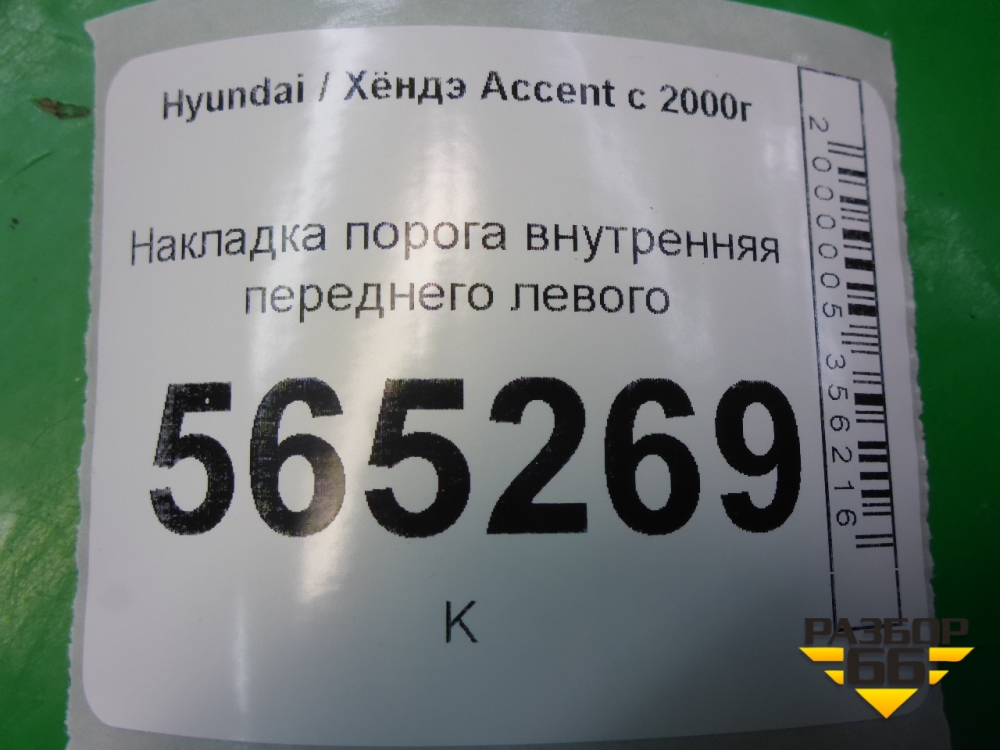 Hyundai / Хёндэ Accent с 2000г
Накладка порога внутренняя
переднего левого
565269
К
2000005356216
РАЗБОР
66